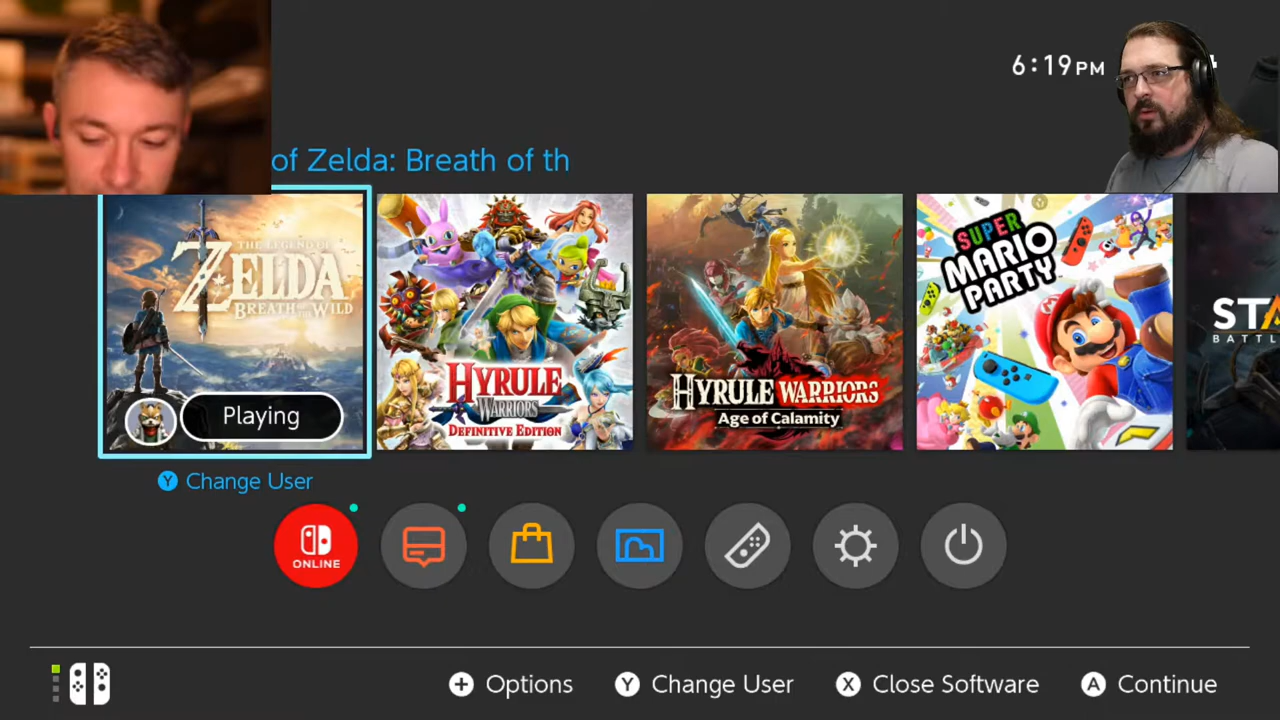 6:19 PM
of Zelda: Breath of th
THE LEGEND OF
ZELDA
BREATH OF THE WILD
Playing
HYRULE
WARRIORS
DEFINITIVE EDITION
HYRULE WARRIORS
Age of Calamity
SUPER
MARIO
PARTY
STA
BATTL
Y Change User
ONLINE
+ Options
Y Change User
X Close Software
A Continue